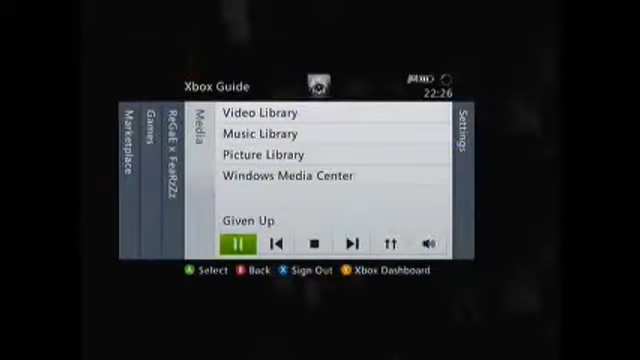 Xbox Guide
22:26
Marketplace
Games
ReGaE x FeaRzZz
Media
Video Library
Music Library
Picture Library
Windows Media Center
Given Up
Settings
A Select B Back X Sign Out Y Xbox Dashboard